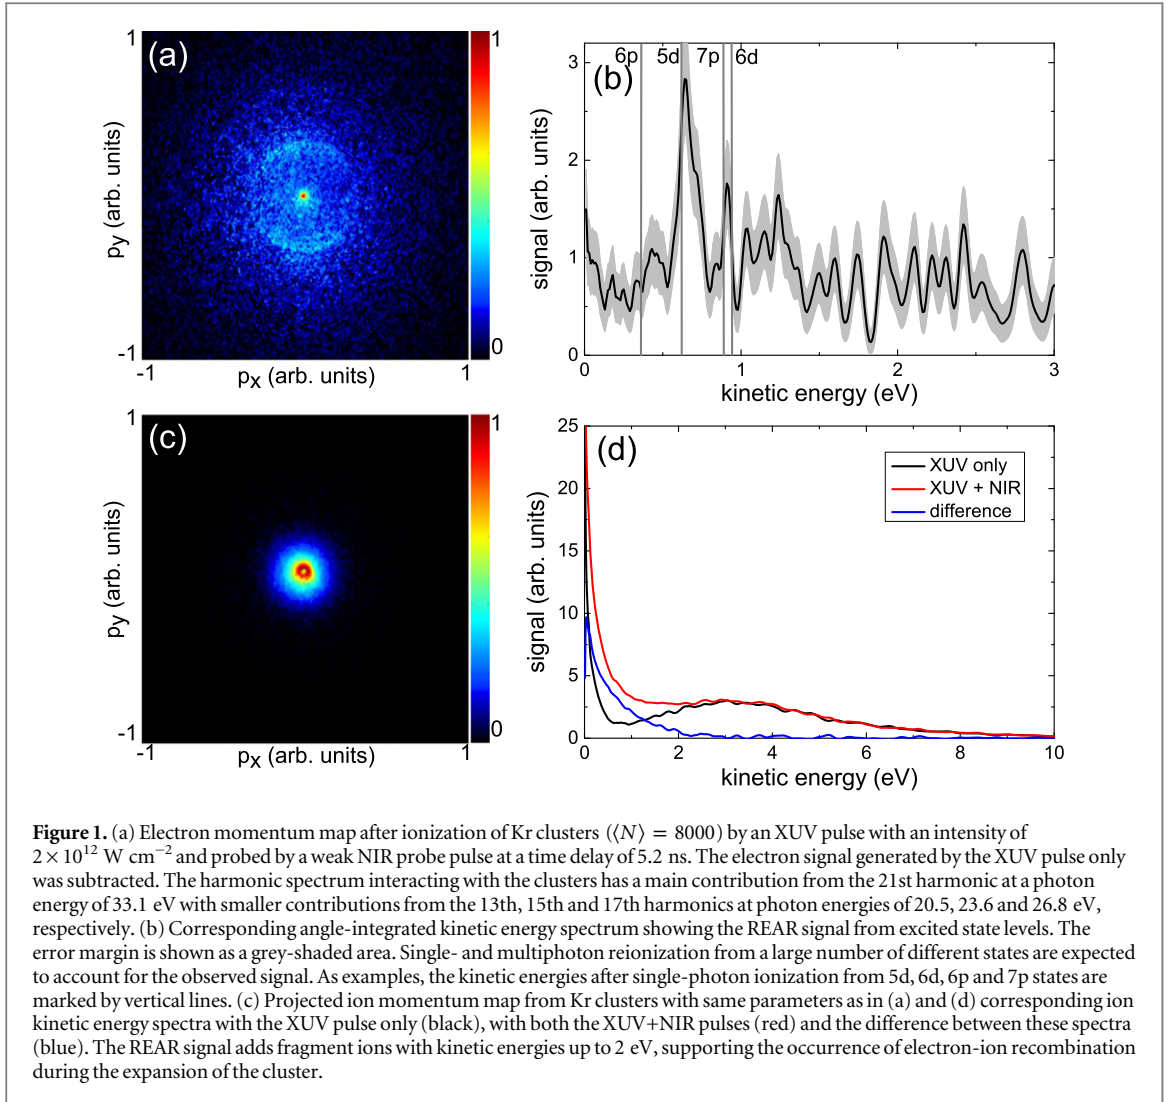 (a)
1
-1
-1
1
px (arb. units)
py (arb. units)
1
0
(b)
6p 5d 7p 6d
3
2
1
0
0 1 2 3
signal (arb. units)
kinetic energy (eV)
(c)
1
-1
-1
1
px (arb. units)
py (arb. units)
1
0
(d)
25
20
15
10
5
0
0 2 4 6 8 10
signal (arb. units)
kinetic energy (eV)
XUV only
XUV + NIR
difference
Figure 1. (a) Electron momentum map after ionization of Kr clusters (⟨N⟩ = 8000) by an XUV pulse with an intensity of
2 × 10¹² W cm⁻² and probed by a weak NIR probe pulse at a time delay of 5.2 ns. The electron signal generated by the XUV pulse only
was subtracted. The harmonic spectrum interacting with the clusters has a main contribution from the 21st harmonic at a photon
energy of 33.1 eV with smaller contributions from the 13th, 15th and 17th harmonics at photon energies of 20.5, 23.6 and 26.8 eV,
respectively. (b) Corresponding angle-integrated kinetic energy spectrum showing the REAR signal from excited state levels. The
error margin is shown as a grey-shaded area. Single- and multiphoton reionization from a large number of different states are expected
to account for the observed signal. As examples, the kinetic energies after single-photon ionization from 5d, 6d, 6p and 7p states are
marked by vertical lines. (c) Projected ion momentum map from Kr clusters with same parameters as in (a) and (d) corresponding ion
kinetic energy spectra with the XUV pulse only (black), with both the XUV+NIR pulses (red) and the difference between these spectra
(blue). The REAR signal adds fragment ions with kinetic energies up to 2 eV, supporting the occurrence of electron-ion recombination
during the expansion of the cluster.